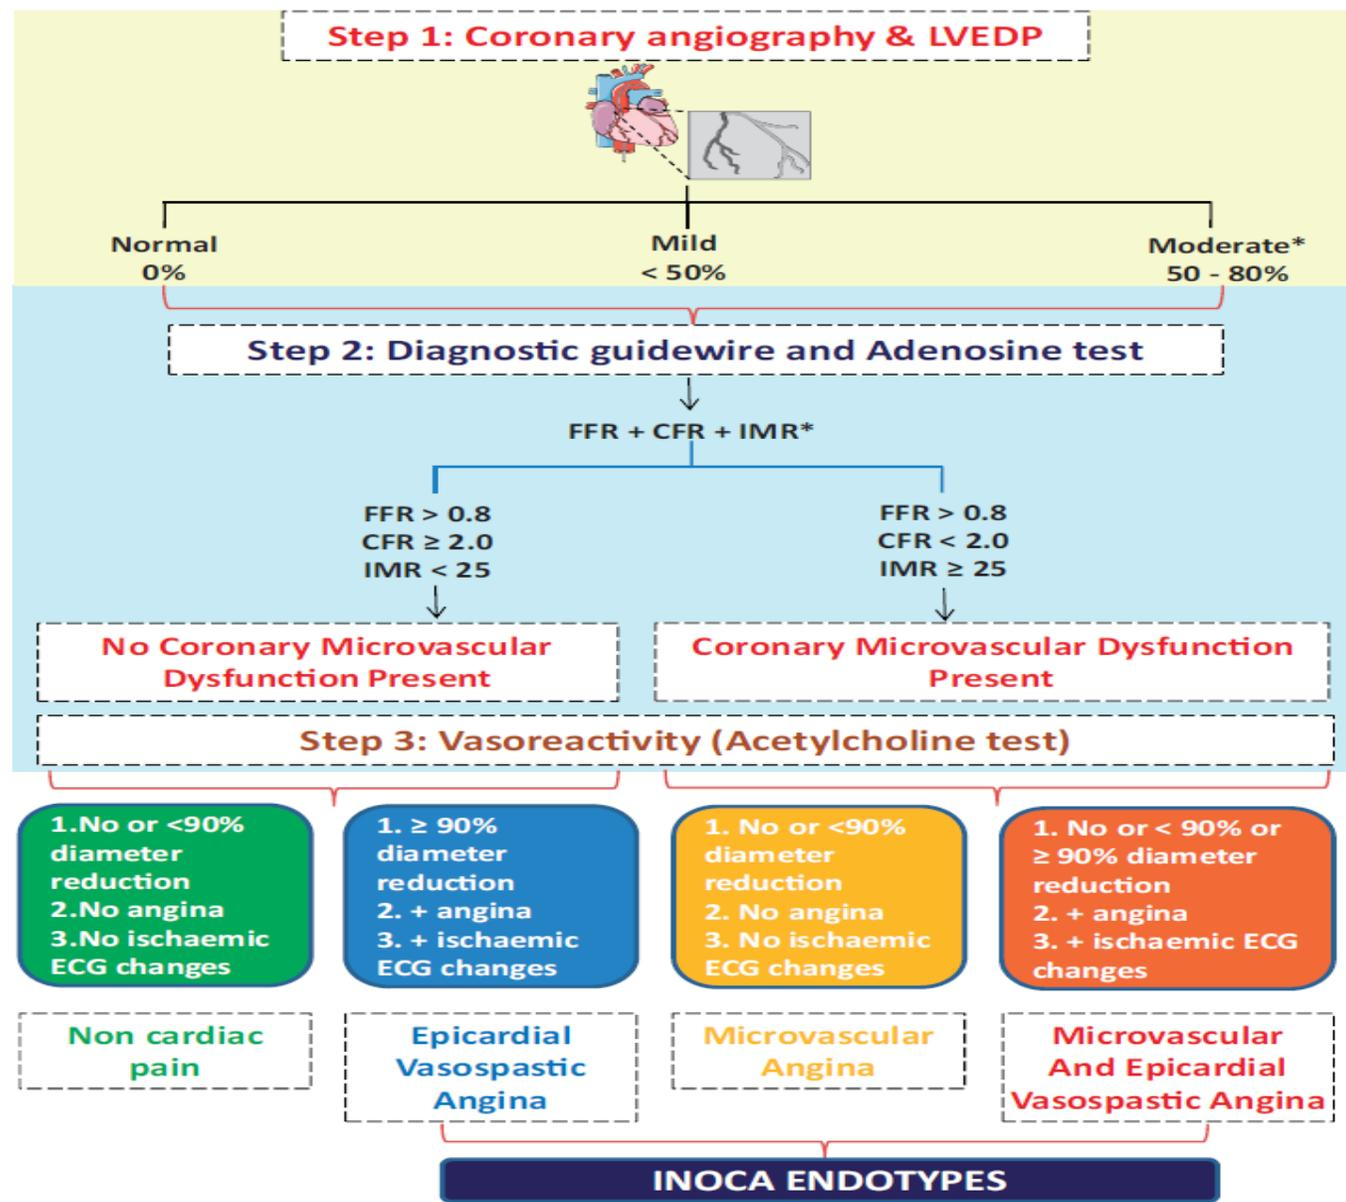 Step 1: Coronary angiography & LVEDP
Normal
0%
Mild
< 50%
Moderate*
50 - 80%
Step 2: Diagnostic guidewire and Adenosine test
FFR + CFR + IMR*
FFR > 0.8
CFR ≥ 2.0
IMR < 25
FFR > 0.8
CFR < 2.0
IMR ≥ 25
No Coronary Microvascular
Dysfunction Present
Coronary Microvascular Dysfunction
Present
Step 3: Vasoreactivity (Acetylcholine test)
1.No or <90%
diameter
reduction
2.No angina
3.No ischaemic
ECG changes
1. ≥ 90%
diameter
reduction
2. + angina
3. + ischaemic
ECG changes
1. No or <90%
diameter
reduction
2. No angina
3. No ischaemic
ECG changes
1. No or < 90% or
≥ 90% diameter
reduction
2. + angina
3. + ischaemic ECG
changes
Non cardiac
pain
Epicardial
Vasospastic
Angina
Microvascular
Angina
Microvascular
And Epicardial
Vasospastic Angina
INOCA ENDOTYPES